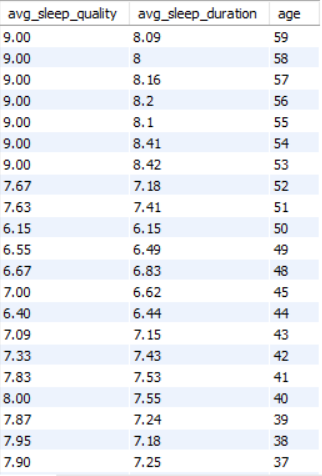 avg_sleep_quality avg_sleep_duration age
9.00 8.09 59
9.00 8 58
9.00 8.16 57
9.00 8.2 56
9.00 8.1 55
9.00 8.41 54
9.00 8.42 53
7.67 7.18 52
7.63 7.41 51
6.15 6.15 50
6.55 6.49 49
6.67 6.83 48
7.00 6.62 45
6.40 6.44 44
7.09 7.15 43
7.33 7.43 42
7.83 7.53 41
8.00 7.55 40
7.87 7.24 39
7.95 7.18 38
7.90 7.25 37